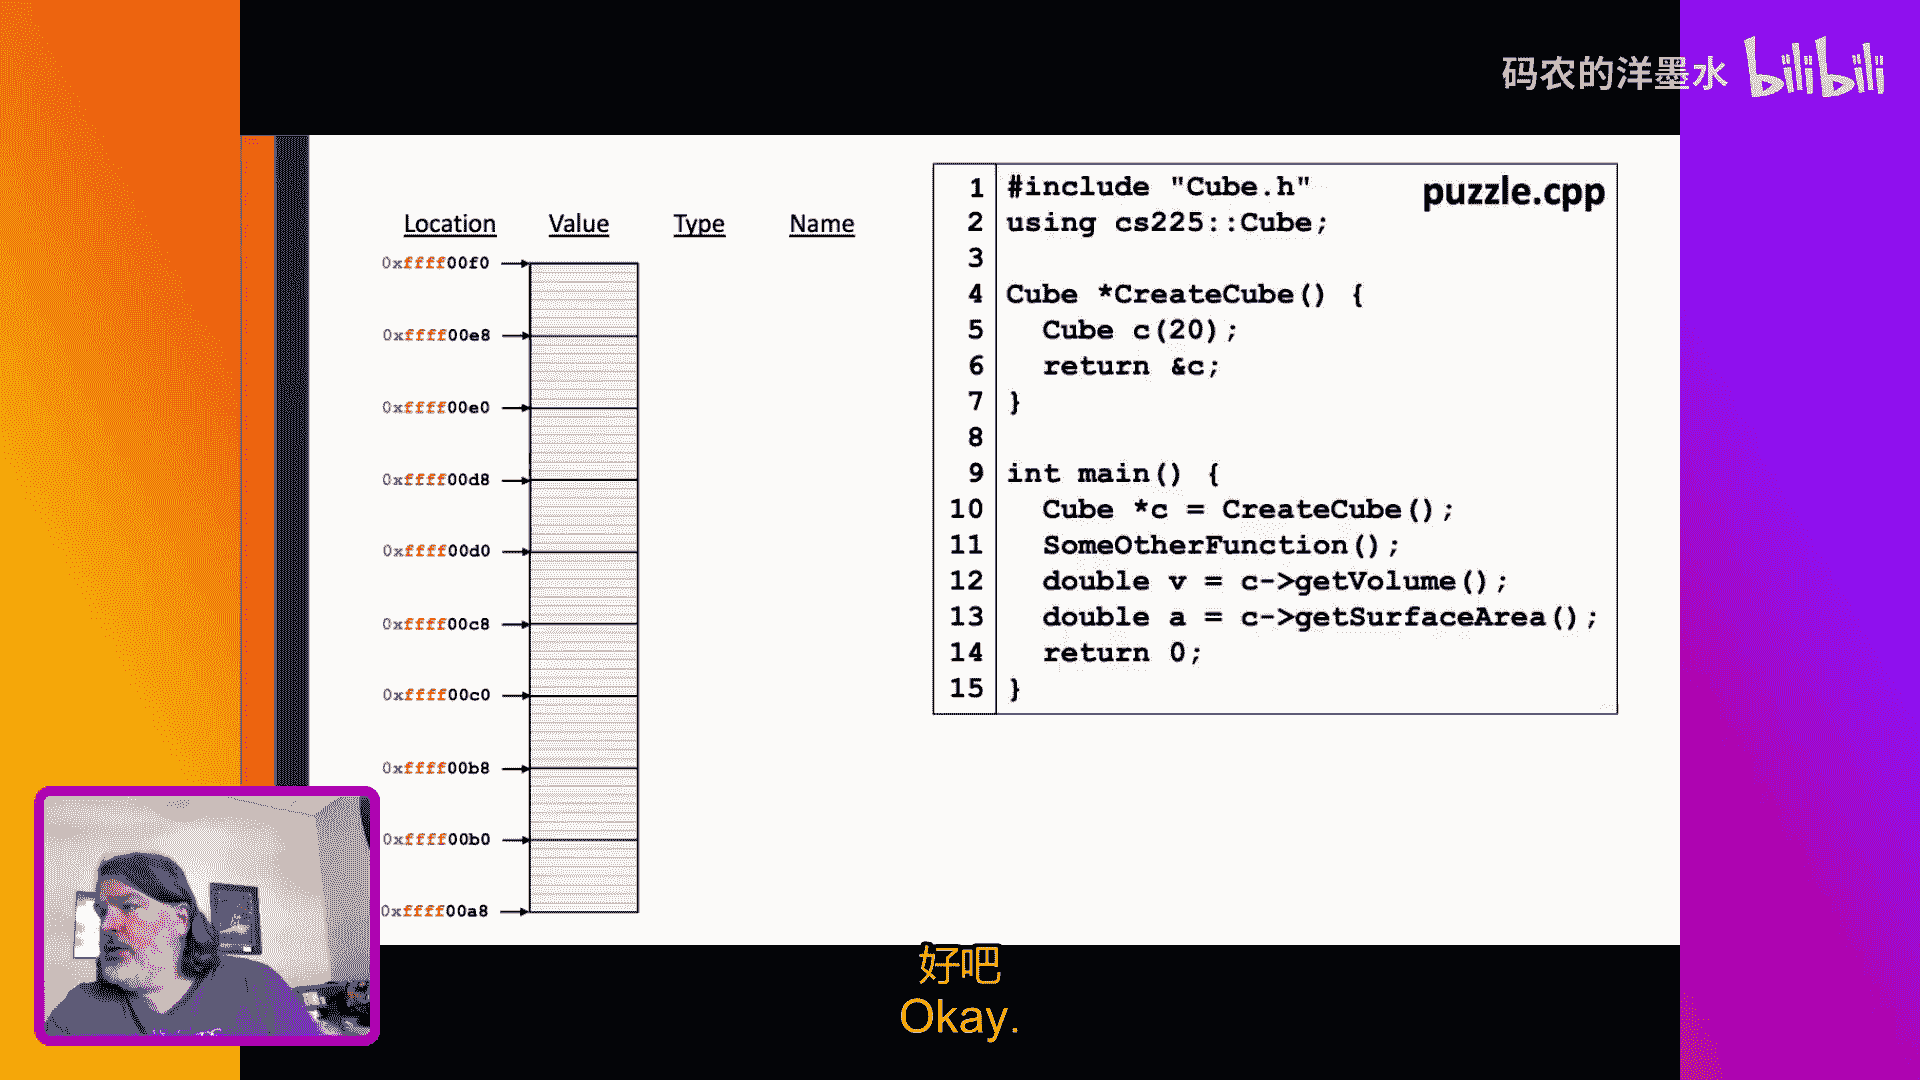 码农的洋墨水 bilibili
Location Value Type Name
0xffff00f0
0xffff00e8
0xffff00e0
0xffff00d8
0xffff00d0
0xffff00c8
0xffff00c0
0xffff00b8
0xffff00b0
0xffff00a8
puzzle.cpp
1 #include "Cube.h"
2 using cs225::Cube;
3
4 Cube *CreateCube() {
5   Cube c(20);
6   return &c;
7 }
8
9 int main() {
10   Cube *c = CreateCube();
11   SomeOtherFunction();
12   double v = c->getVolume();
13   double a = c->getSurfaceArea();
14   return 0;
15 }
好吧
Okay.